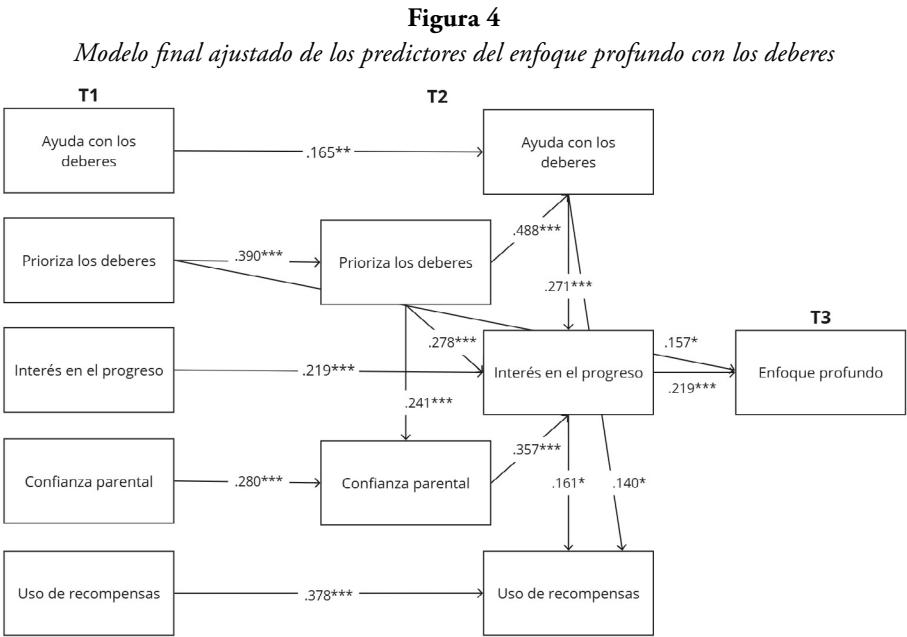 Figura 4
Modelo final ajustado de los predictores del enfoque profundo con los deberes
T1
T2
Ayuda con los
deberes
.165**
Ayuda con los
deberes
Prioriza los deberes
.390***
Prioriza los deberes
.488***
.271***
T3
Interés en el progreso
.219***
.278***
Interés en el progreso
.157*
.219***
Enfoque profundo
.241***
Confianza parental
.280***
Confianza parental
.357***
.161*
.140*
Uso de recompensas
.378***
Uso de recompensas